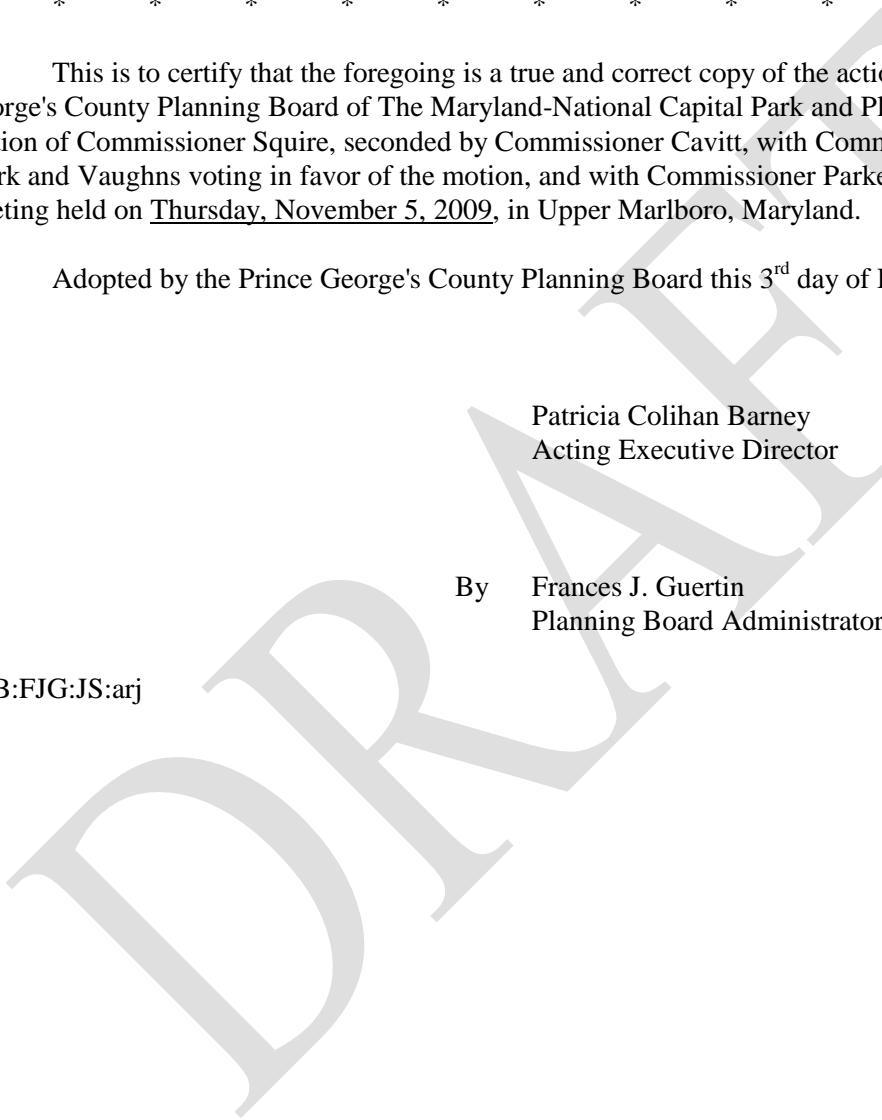 * * * * * * * * *
This is to certify that the foregoing is a true and correct copy of the actio
orge's County Planning Board of The Maryland-National Capital Park and Pl
tion of Commissioner Squire, seconded by Commissioner Cavitt, with Comm
rk and Vaughns voting in favor of the motion, and with Commissioner Parke
eting held on Thursday, November 5, 2009, in Upper Marlboro, Maryland.
Adopted by the Prince George's County Planning Board this 3rd day of
Patricia Colihan Barney
Acting Executive Director
By Frances J. Guertin
Planning Board Administrator
B:FJG:JS:arj
DRAFT